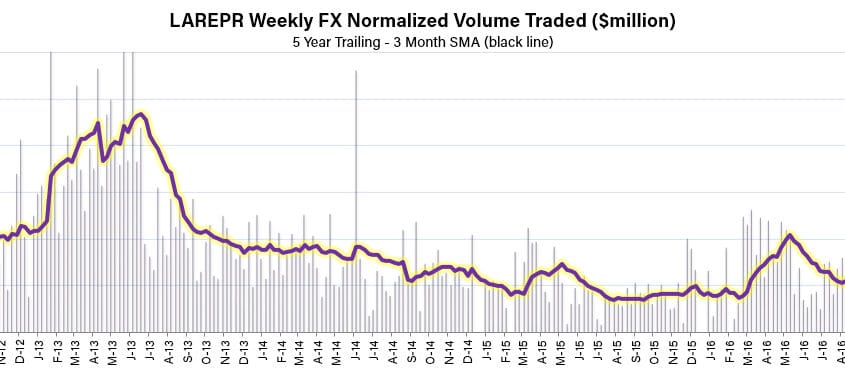 LAREPR Weekly FX Normalized Volume Traded ($million)
5 Year Trailing - 3 Month SMA (black line)
N-12 D-12 J-13 F-13 M-13 A-13 M-13 J-13 J-13 A-13 S-13 O-13 N-13 D-13 J-14 F-14 M-14 A-14 M-14 J-14 J-14 A-14 S-14 O-14 N-14 D-14 J-15 F-15 M-15 A-15 M-15 J-15 J-15 A-15 S-15 O-15 N-15 D-15 J-16 F-16 M-16 A-16 M-16 J-16 J-16 A-16